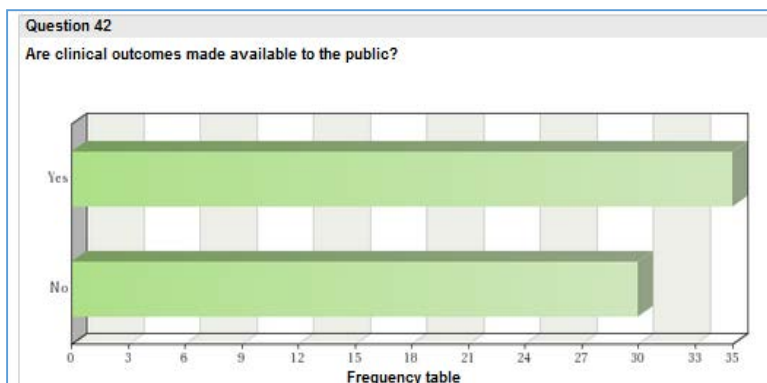 Question 42
Are clinical outcomes made available to the public?
Yes
No
0 3 6 9 12 15 18 21 24 27 30 33 35
Frequency table